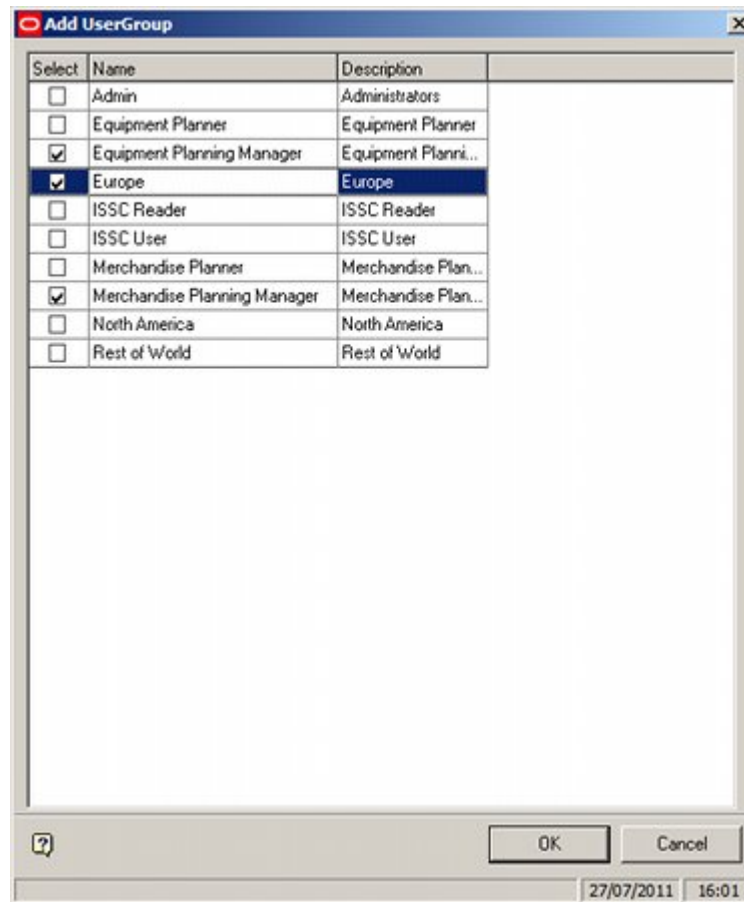 Add UserGroup
Select Name Description
Admin Administrators
Equipment Planner Equipment Planner
Equipment Planning Manager Equipment Planni...
Europe Europe
ISSC Reader ISSC Reader
ISSC User ISSC User
Merchandise Planner Merchandise Plan...
Merchandise Planning Manager Merchandise Plan...
North America North America
Rest of World Rest of World
OK Cancel
27/07/2011 16:01